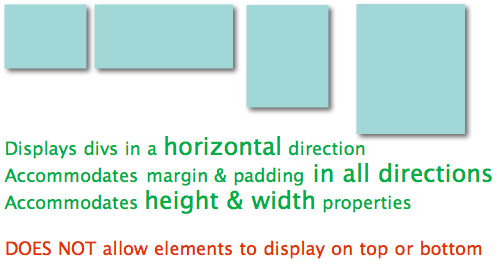 Displays divs in a horizontal direction
Accommodates margin & padding in all directions
Accommodates height & width properties
DOES NOT allow elements to display on top or bottom